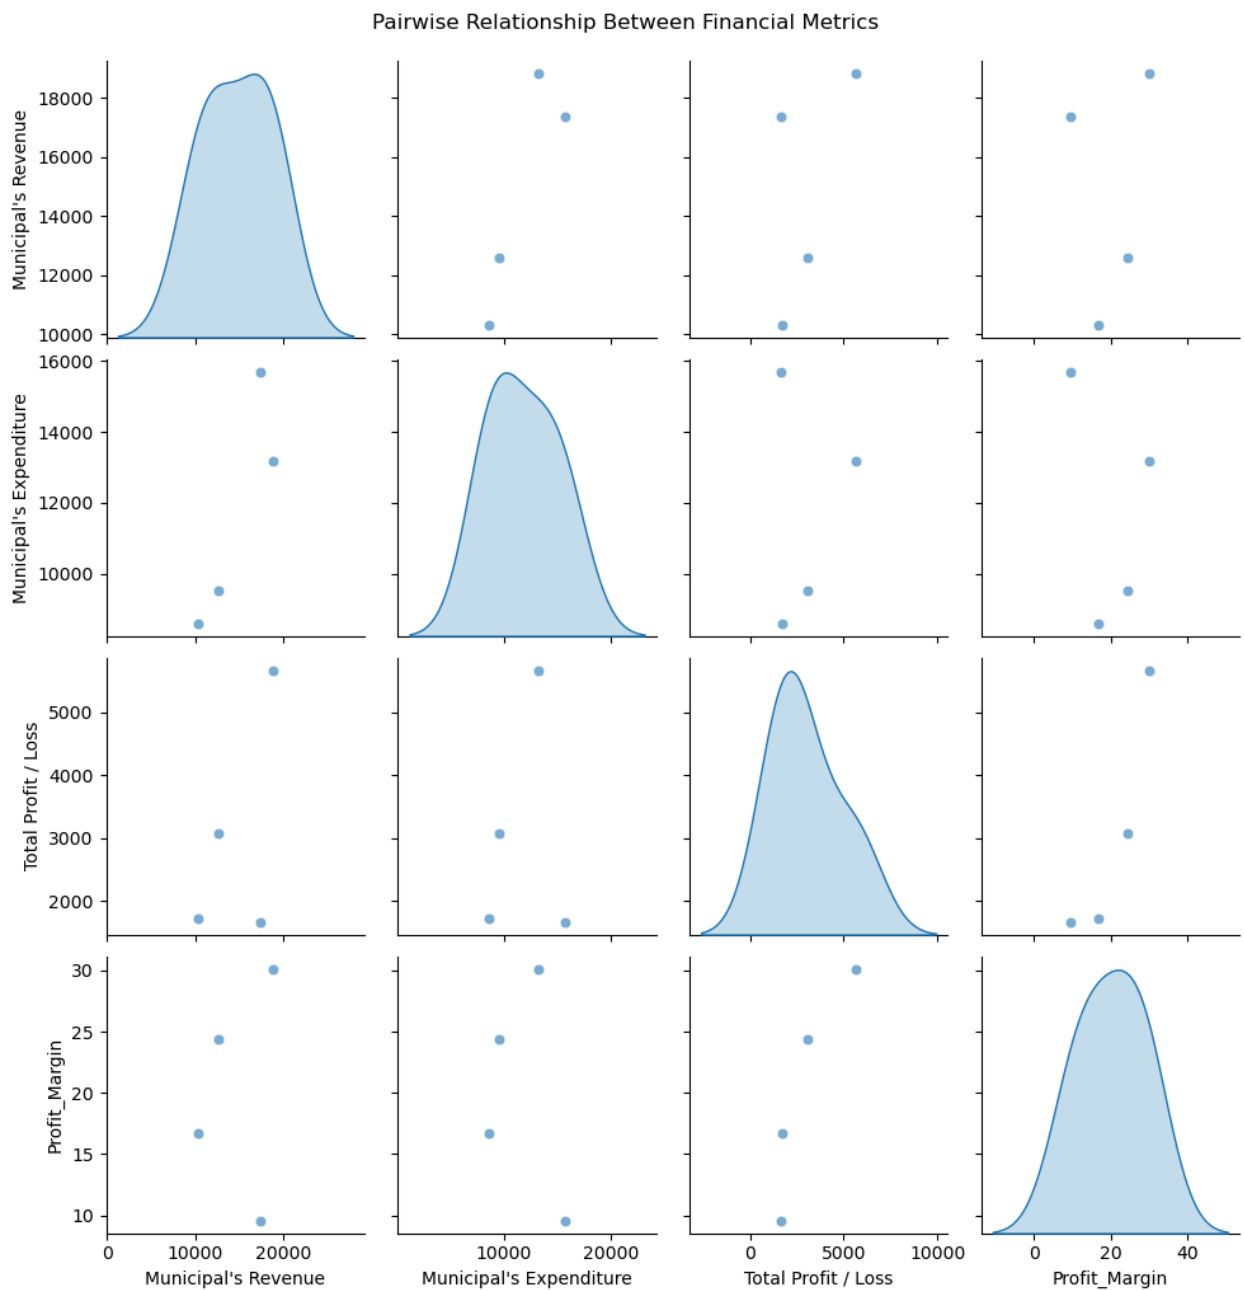 Pairwise Relationship Between Financial Metrics
Municipal's Revenue
18000
16000
14000
12000
10000
Municipal's Expenditure
16000
14000
12000
10000
Total Profit / Loss
5000
4000
3000
2000
Profit_Margin
30
25
20
15
10
0 10000 20000
10000 20000
0 5000 10000
0 20 40
Municipal's Revenue
Municipal's Expenditure
Total Profit / Loss
Profit_Margin